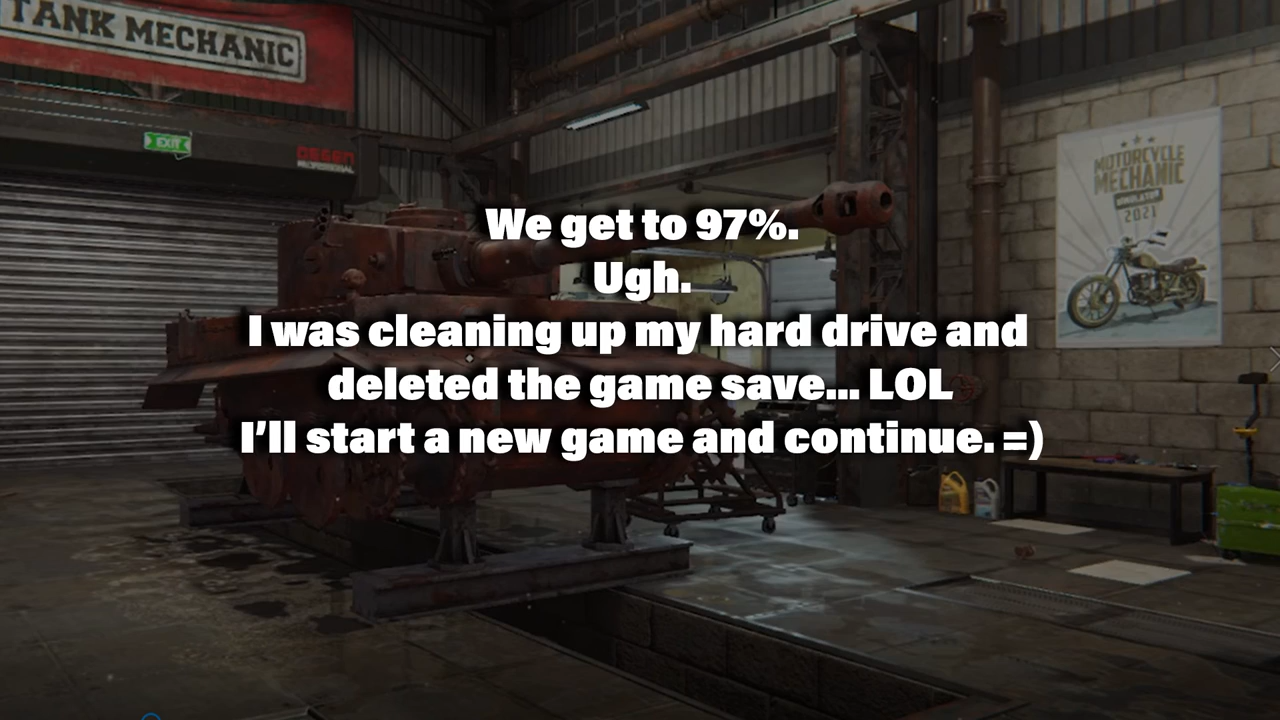 TANK MECHANIC
EXIT
MOTORCYCLE
MECHANIC
SIMULATOR
2021
We get to 97%.
Ugh.
I was cleaning up my hard drive and
deleted the game save... LOL
I'll start a new game and continue. =)